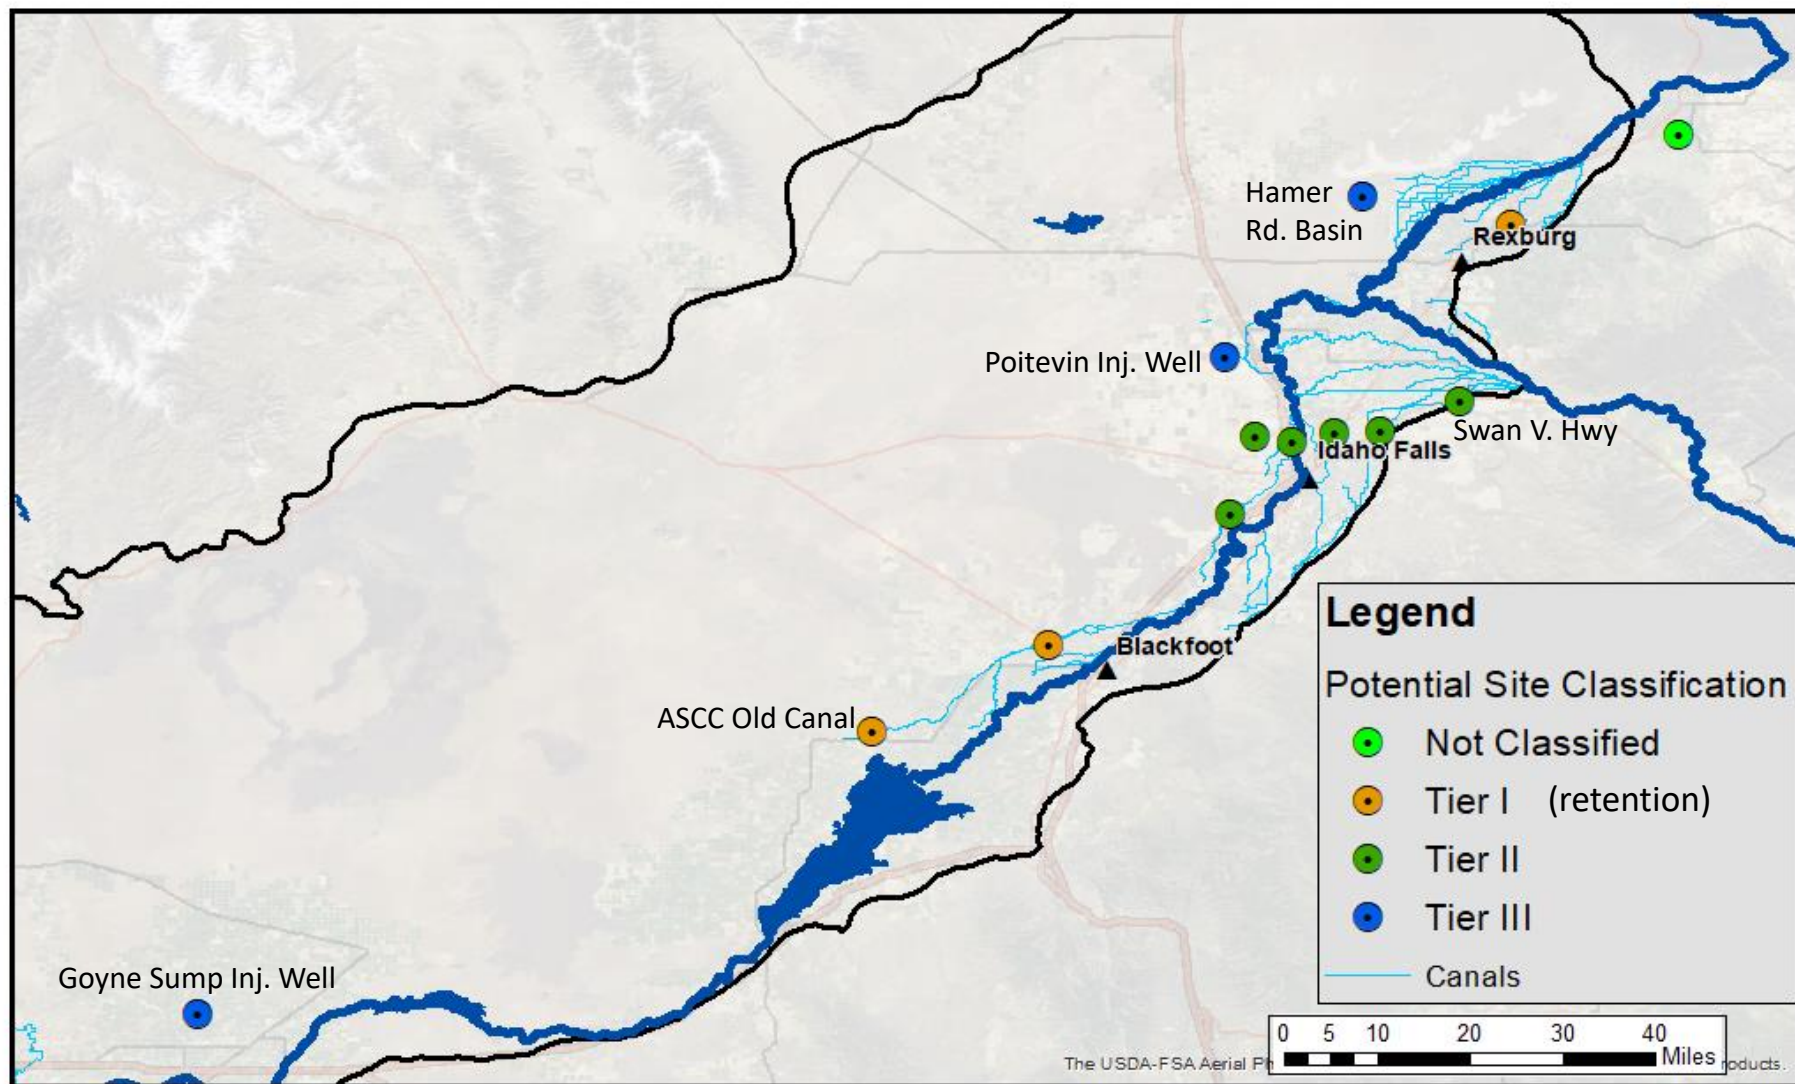 Hamer
Rd. Basin
Rexburg
Poitevin Inj. Well
Swan V. Hwy
Idaho Falls
Blackfoot
ASCC Old Canal
Goyne Sump Inj. Well
Legend
Potential Site Classification
Not Classified
Tier I (retention)
Tier II
Tier III
Canals
0 5 10 20 30 40
Miles
The USDA-FSA Aerial